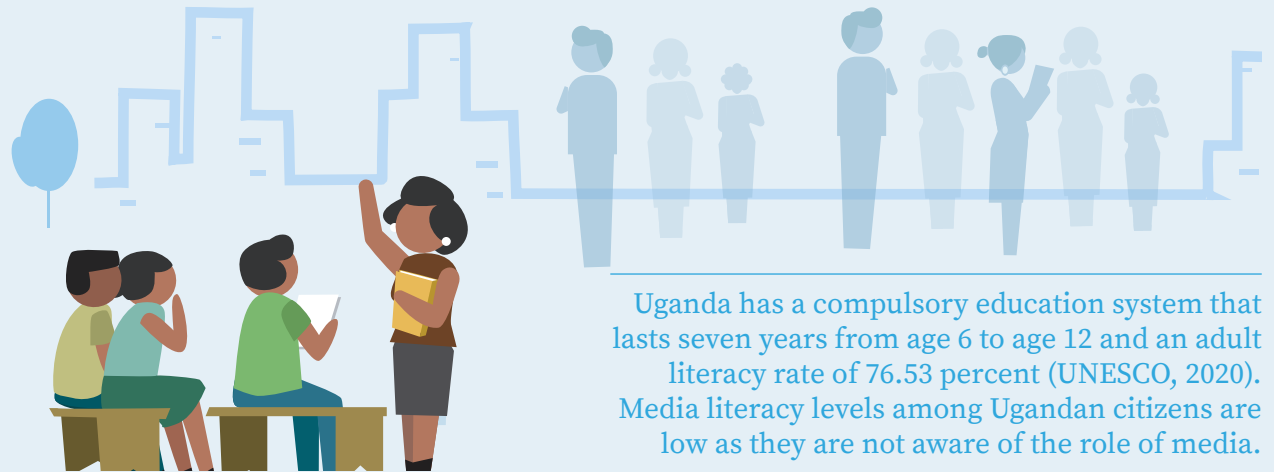 Uganda has a compulsory education system that
lasts seven years from age 6 to age 12 and an adult
literacy rate of 76.53 percent (UNESCO, 2020).
Media literacy levels among Ugandan citizens are
low as they are not aware of the role of media.